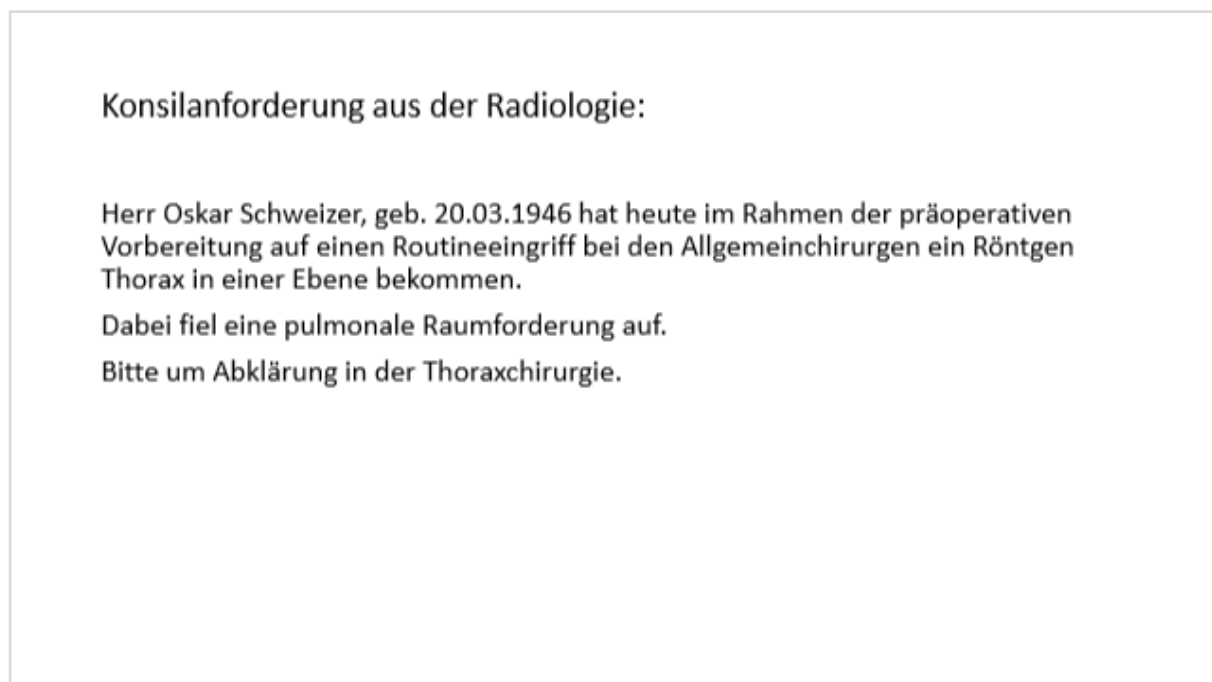 Konsilanforderung aus der Radiologie:
Herr Oskar Schweizer, geb. 20.03.1946 hat heute im Rahmen der präoperativen
Vorbereitung auf einen Routineeingriff bei den Allgemeinchirurgen ein Röntgen
Thorax in einer Ebene bekommen.
Dabei fiel eine pulmonale Raumforderung auf.
Bitte um Abklärung in der Thoraxchirurgie.